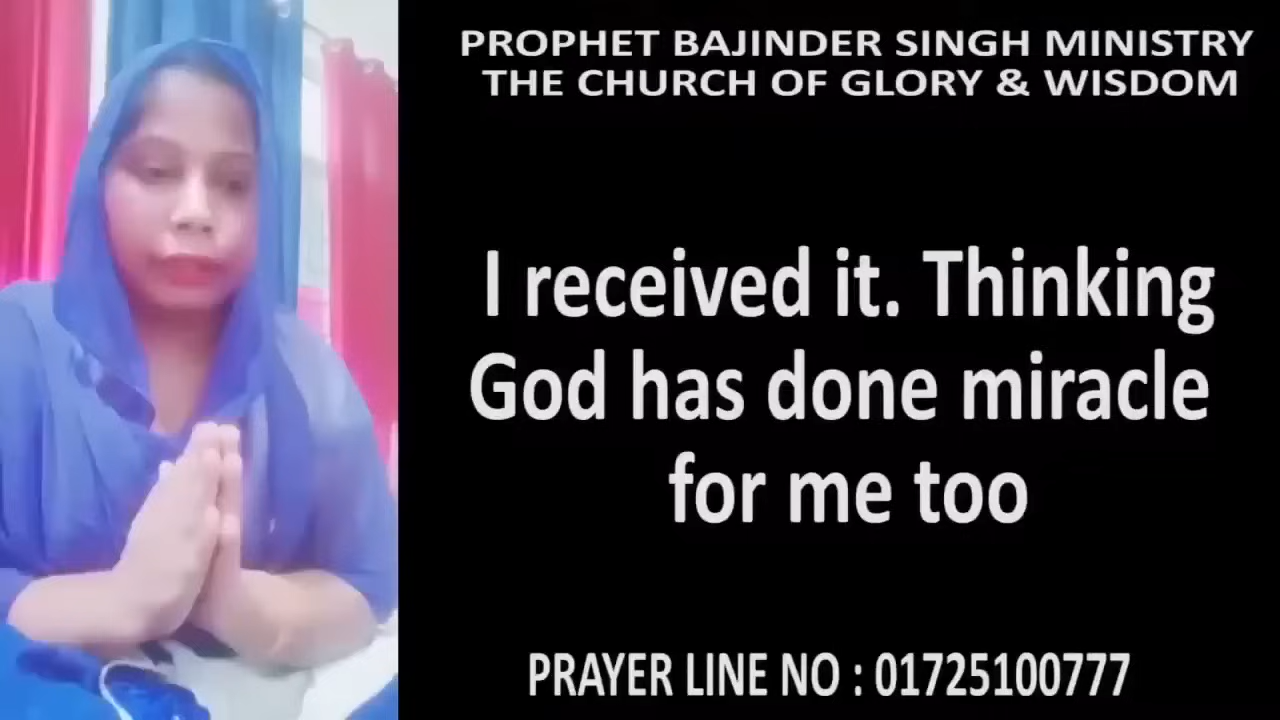 PROPHET BAJINDER SINGH MINISTRY
THE CHURCH OF GLORY & WISDOM
I received it. Thinking
God has done miracle
for me too
PRAYER LINE NO : 01725100777